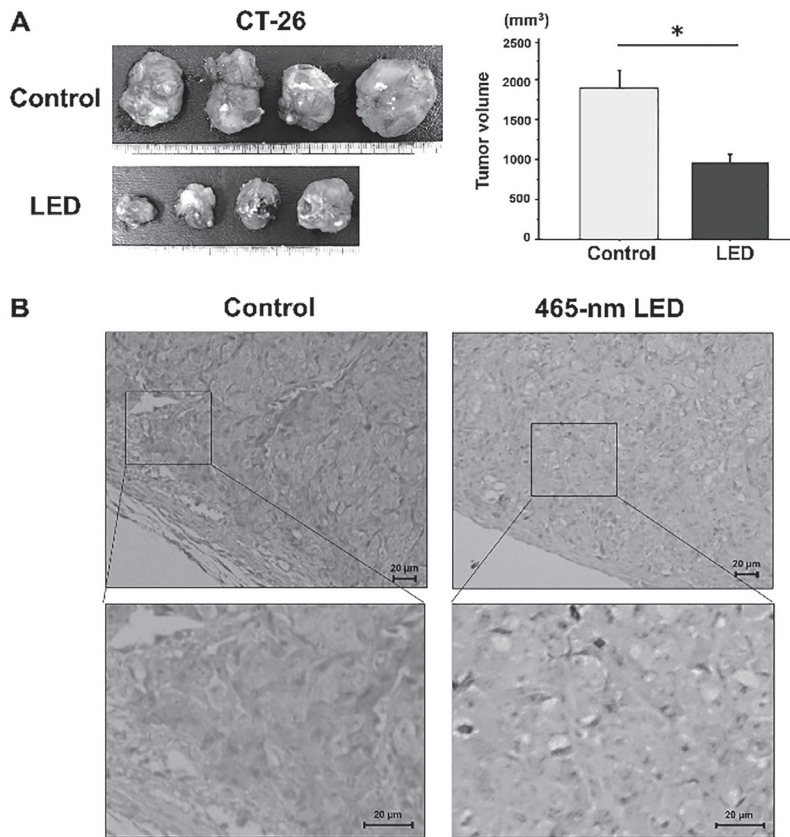 A
CT-26
Control
LED
(mm³)
Tumor volume
2500
2000
1500
1000
500
0
*
Control
LED
B
Control
465-nm LED
20 µm
20 µm
20 µm
20 µm